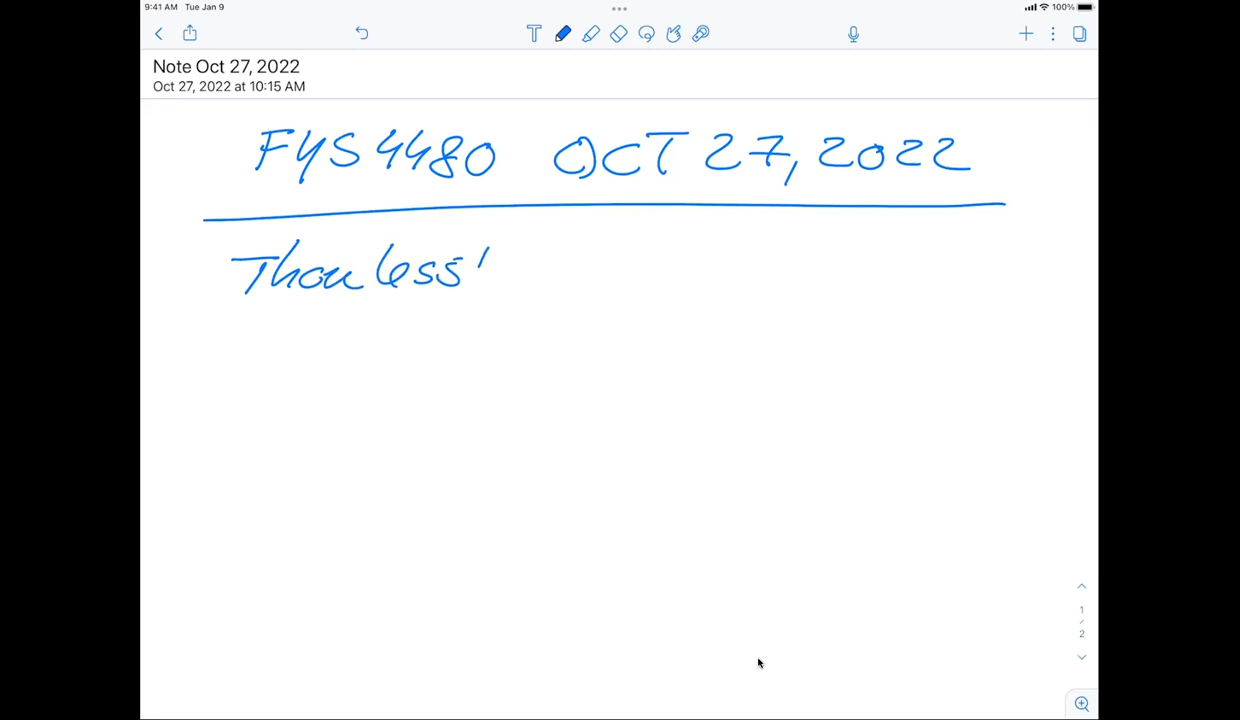 9:41 AM Tue Jan 9 100%
Note Oct 27, 2022
Oct 27, 2022 at 10:15 AM
FYS4480 OCT 27, 2022
Thouless'
1
/
2